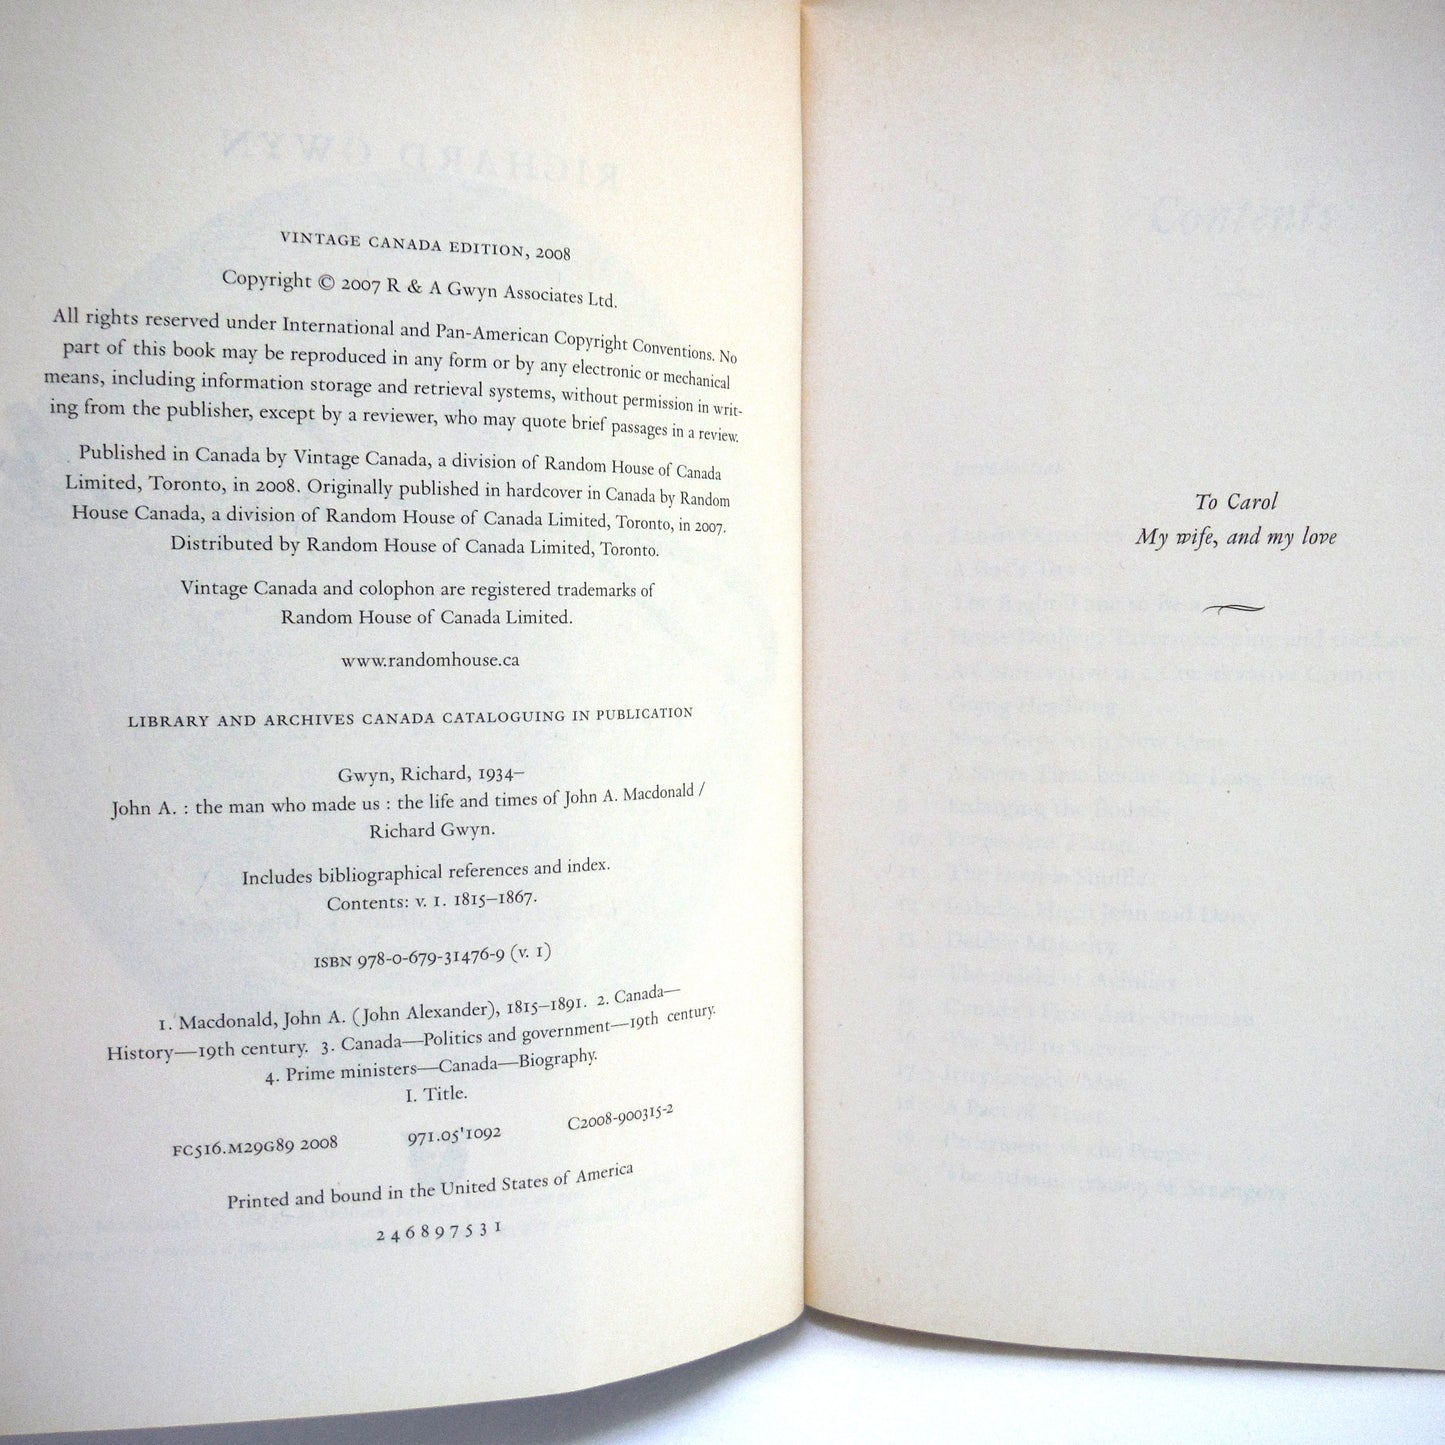 VINTAGE CANADA EDITION, 2008
Copyright © 2007 R & A Gwyn Associates Ltd.
All rights reserved under International and Pan-American Copyright Conventions. No
part of this book may be reproduced in any form or by any electronic or mechanical
means, including information storage and retrieval systems, without permission in writ-
ing from the publisher, except by a reviewer, who may quote brief passages in a review.
Published in Canada by Vintage Canada, a division of Random House of Canada
Limited, Toronto, in 2008. Originally published in hardcover in Canada by Random
House Canada, a division of Random House of Canada Limited, Toronto, in 2007.
Distributed by Random House of Canada Limited, Toronto.
Vintage Canada and colophon are registered trademarks of
Random House of Canada Limited.
www.randomhouse.ca
LIBRARY AND ARCHIVES CANADA CATALOGUING IN PUBLICATION
Gwyn, Richard, 1934–
John A. : the man who made us : the life and times of John A. Macdonald /
Richard Gwyn.
Includes bibliographical references and index.
Contents: v. 1. 1815–1867.
ISBN 978-0-679-31476-9 (v. 1)
1. Macdonald, John A. (John Alexander), 1815–1891. 2. Canada—
History—19th century. 3. Canada—Politics and government—19th century.
4. Prime ministers—Canada—Biography.
I. Title.
FC516.M29G89 2008 971.05'1092 C2008-900315-2
Printed and bound in the United States of America
2 4 6 8 9 7 5 3 1
To Carol
My wife, and my love
RICHARD GWYN
Contents